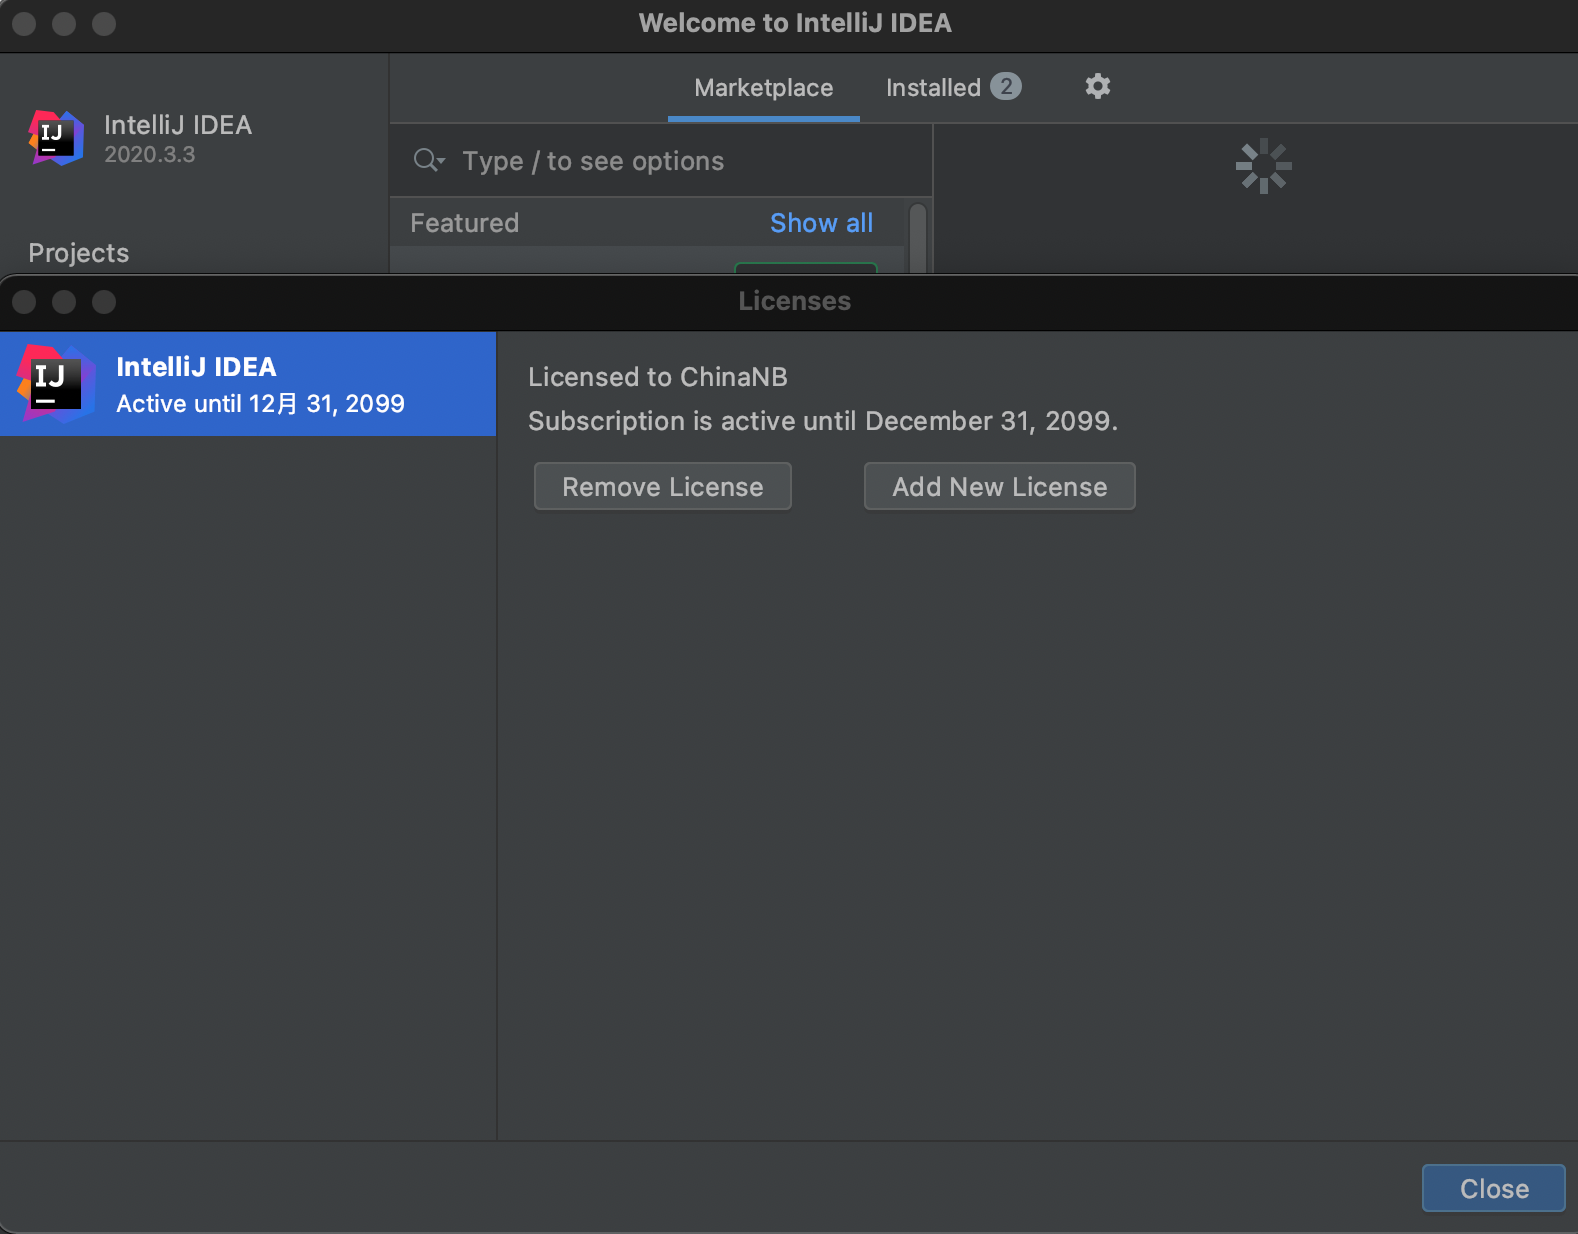 Welcome to IntelliJ IDEA
IJ
IntelliJ IDEA
2020.3.3
Projects
Marketplace
Installed 2
Type / to see options
Featured
Show all
Licenses
IJ
IntelliJ IDEA
Active until 12月 31, 2099
Licensed to ChinaNB
Subscription is active until December 31, 2099.
Remove License
Add New License
Close